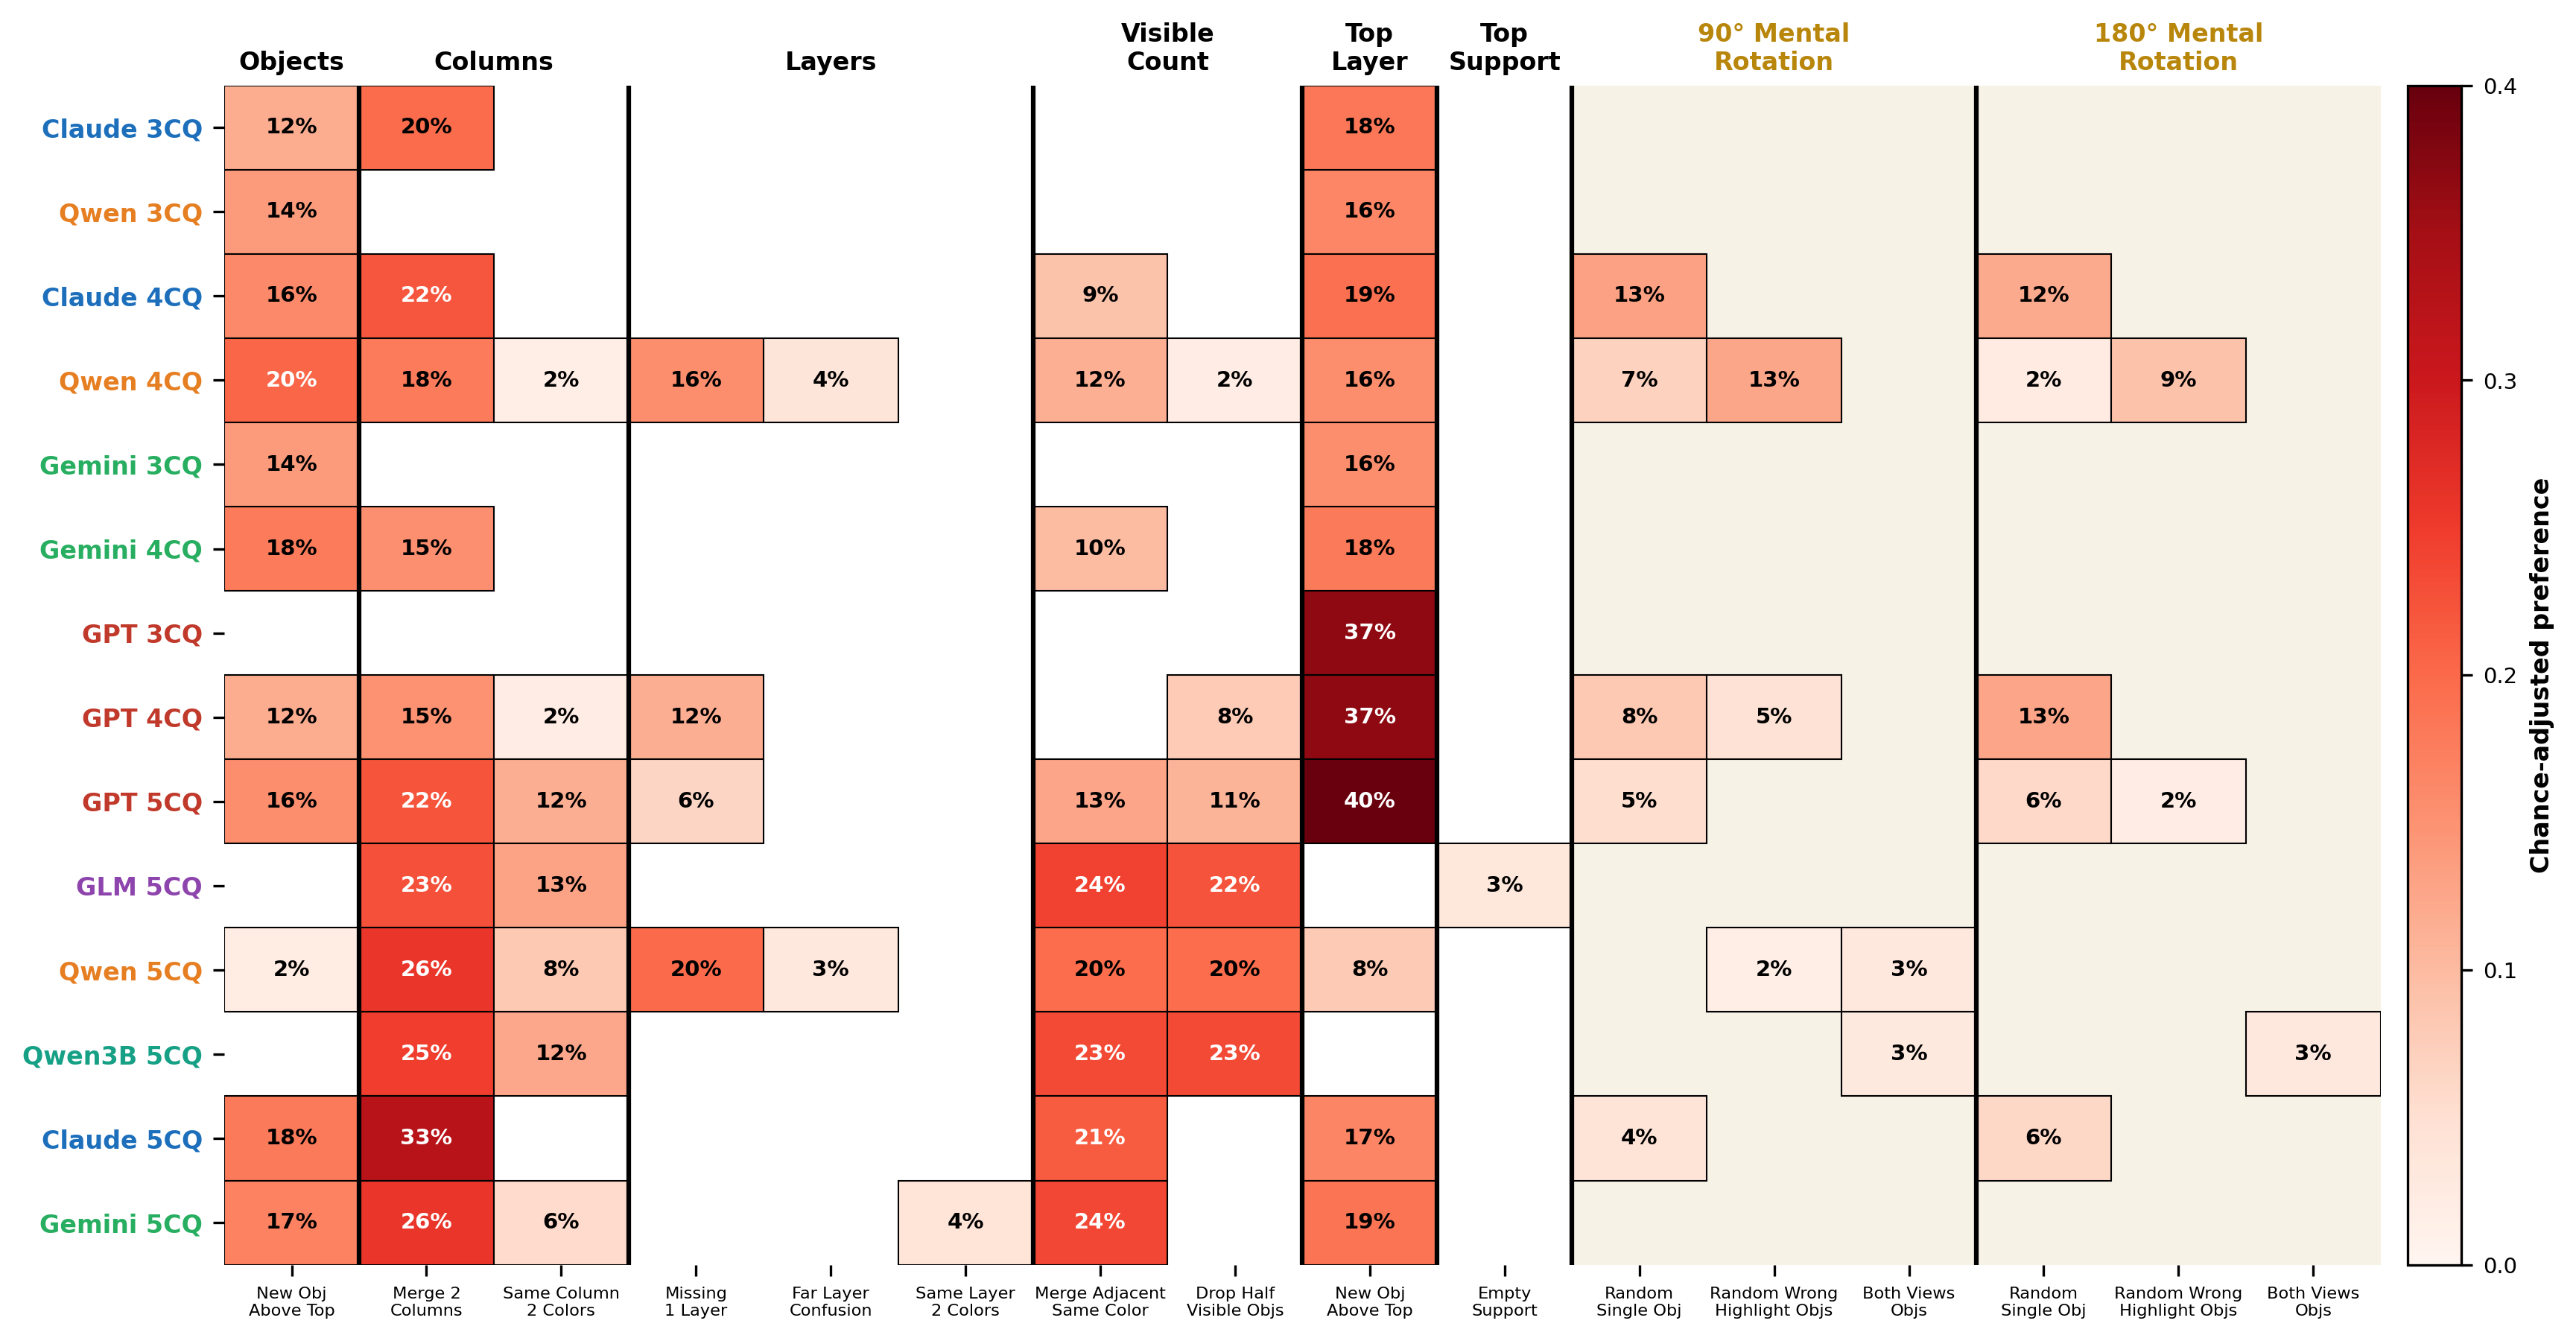 Objects
Columns
Layers
Visible
Count
Top
Layer
Top
Support
90° Mental
Rotation
180° Mental
Rotation
Claude 3CQ 12% 20% 18%
Qwen 3CQ 14% 16%
Claude 4CQ 16% 22% 9% 19% 13% 12%
Qwen 4CQ 20% 18% 2% 16% 4% 12% 2% 16% 7% 13% 2% 9%
Gemini 3CQ 14% 16%
Gemini 4CQ 18% 15% 10% 18%
GPT 3CQ 37%
GPT 4CQ 12% 15% 2% 12% 8% 37% 8% 5% 13%
GPT 5CQ 16% 22% 12% 6% 13% 11% 40% 5% 6% 2%
GLM 5CQ 23% 13% 24% 22% 3%
Qwen 5CQ 2% 26% 8% 20% 3% 20% 20% 8% 2% 3%
Qwen3B 5CQ 25% 12% 23% 23% 3% 3%
Claude 5CQ 18% 33% 21% 17% 4% 6%
Gemini 5CQ 17% 26% 6% 4% 24% 19%
New Obj
Above Top
Merge 2
Columns
Same Column
2 Colors
Missing
1 Layer
Far Layer
Confusion
Same Layer
2 Colors
Merge Adjacent
Same Color
Drop Half
Visible Objs
New Obj
Above Top
Empty
Support
Random
Single Obj
Random Wrong
Highlight Objs
Both Views
Objs
Random
Single Obj
Random Wrong
Highlight Objs
Both Views
Objs
0.4
0.3
0.2
0.1
0.0
Chance-adjusted preference